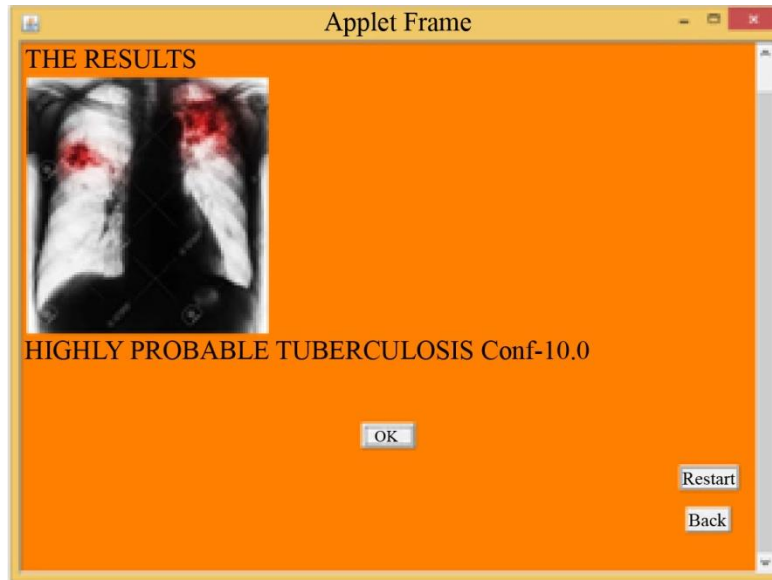 Applet Frame
THE RESULTS
HIGHLY PROBABLE TUBERCULOSIS Conf-10.0
OK
Restart
Back